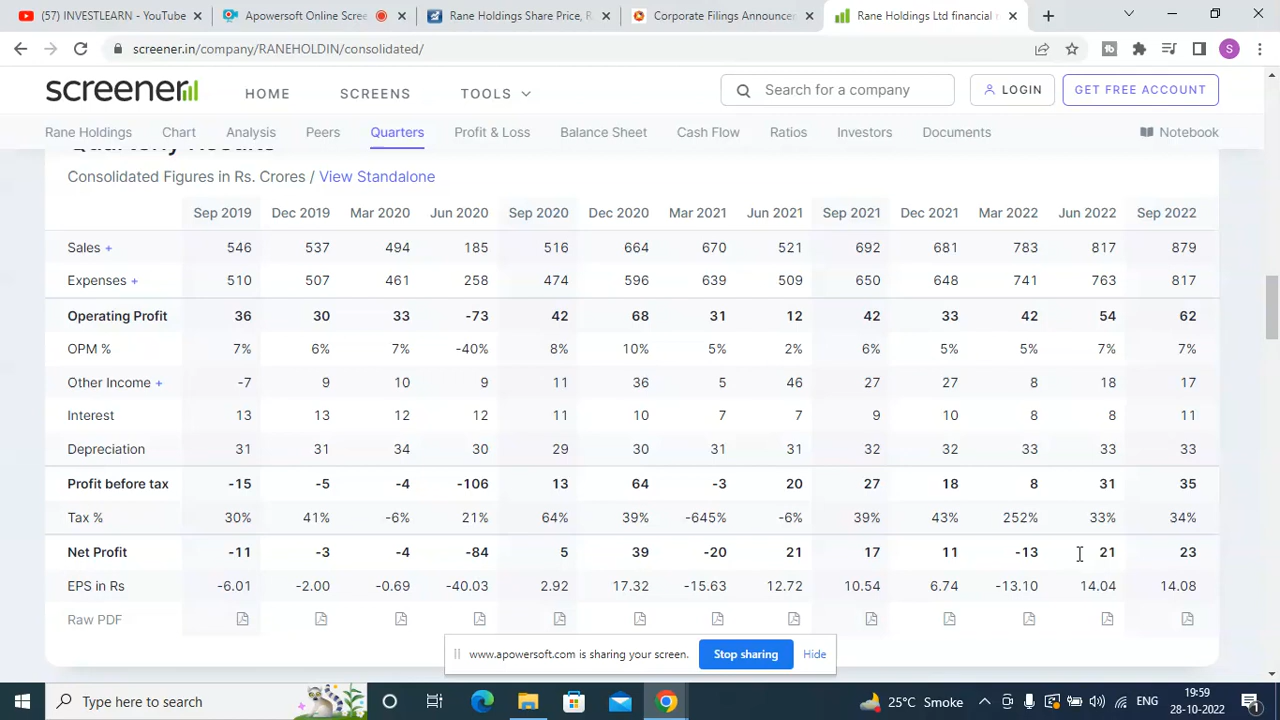 (57) INVESTLEARN - YouTube
Apowersoft Online Scree
Rane Holdings Share Price, R
Corporate Filings Announcem
Rane Holdings Ltd financial r
screener.in/company/RANEHOLDIN/consolidated/
S
screener
HOME
SCREENS
TOOLS
Search for a company
LOGIN
GET FREE ACCOUNT
Rane Holdings
Chart
Analysis
Peers
Quarters
Profit & Loss
Balance Sheet
Cash Flow
Ratios
Investors
Documents
Notebook
Quarterly Results
Consolidated Figures in Rs. Crores / View Standalone
Sep 2019 Dec 2019 Mar 2020 Jun 2020 Sep 2020 Dec 2020 Mar 2021 Jun 2021 Sep 2021 Dec 2021 Mar 2022 Jun 2022 Sep 2022
Sales + 546 537 494 185 516 664 670 521 692 681 783 817 879
Expenses + 510 507 461 258 474 596 639 509 650 648 741 763 817
Operating Profit 36 30 33 -73 42 68 31 12 42 33 42 54 62
OPM % 7% 6% 7% -40% 8% 10% 5% 2% 6% 5% 5% 7% 7%
Other Income + -7 9 10 9 11 36 5 46 27 27 8 18 17
Interest 13 13 12 12 11 10 7 7 9 10 8 8 11
Depreciation 31 31 34 30 29 30 31 31 32 32 33 33 33
Profit before tax -15 -5 -4 -106 13 64 -3 20 27 18 8 31 35
Tax % 30% 41% -6% 21% 64% 39% -645% -6% 39% 43% 252% 33% 34%
Net Profit -11 -3 -4 -84 5 39 -20 21 17 11 -13 21 23
EPS in Rs -6.01 -2.00 -0.69 -40.03 2.92 17.32 -15.63 12.72 10.54 6.74 -13.10 14.04 14.08
Raw PDF
www.apowersoft.com is sharing your screen.
Stop sharing
Hide
Type here to search
25°C Smoke
ENG
19:59
28-10-2022
1